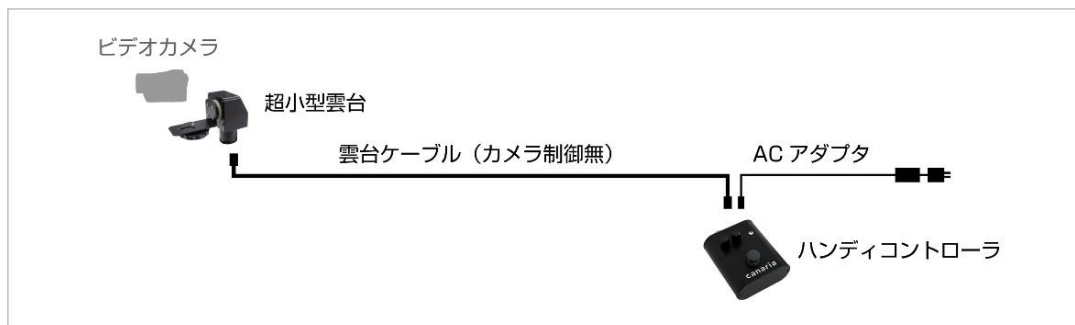 ビデオカメラ
超小型雲台
雲台ケーブル（カメラ制御無）
AC アダプタ
canaria
ハンディコントローラ